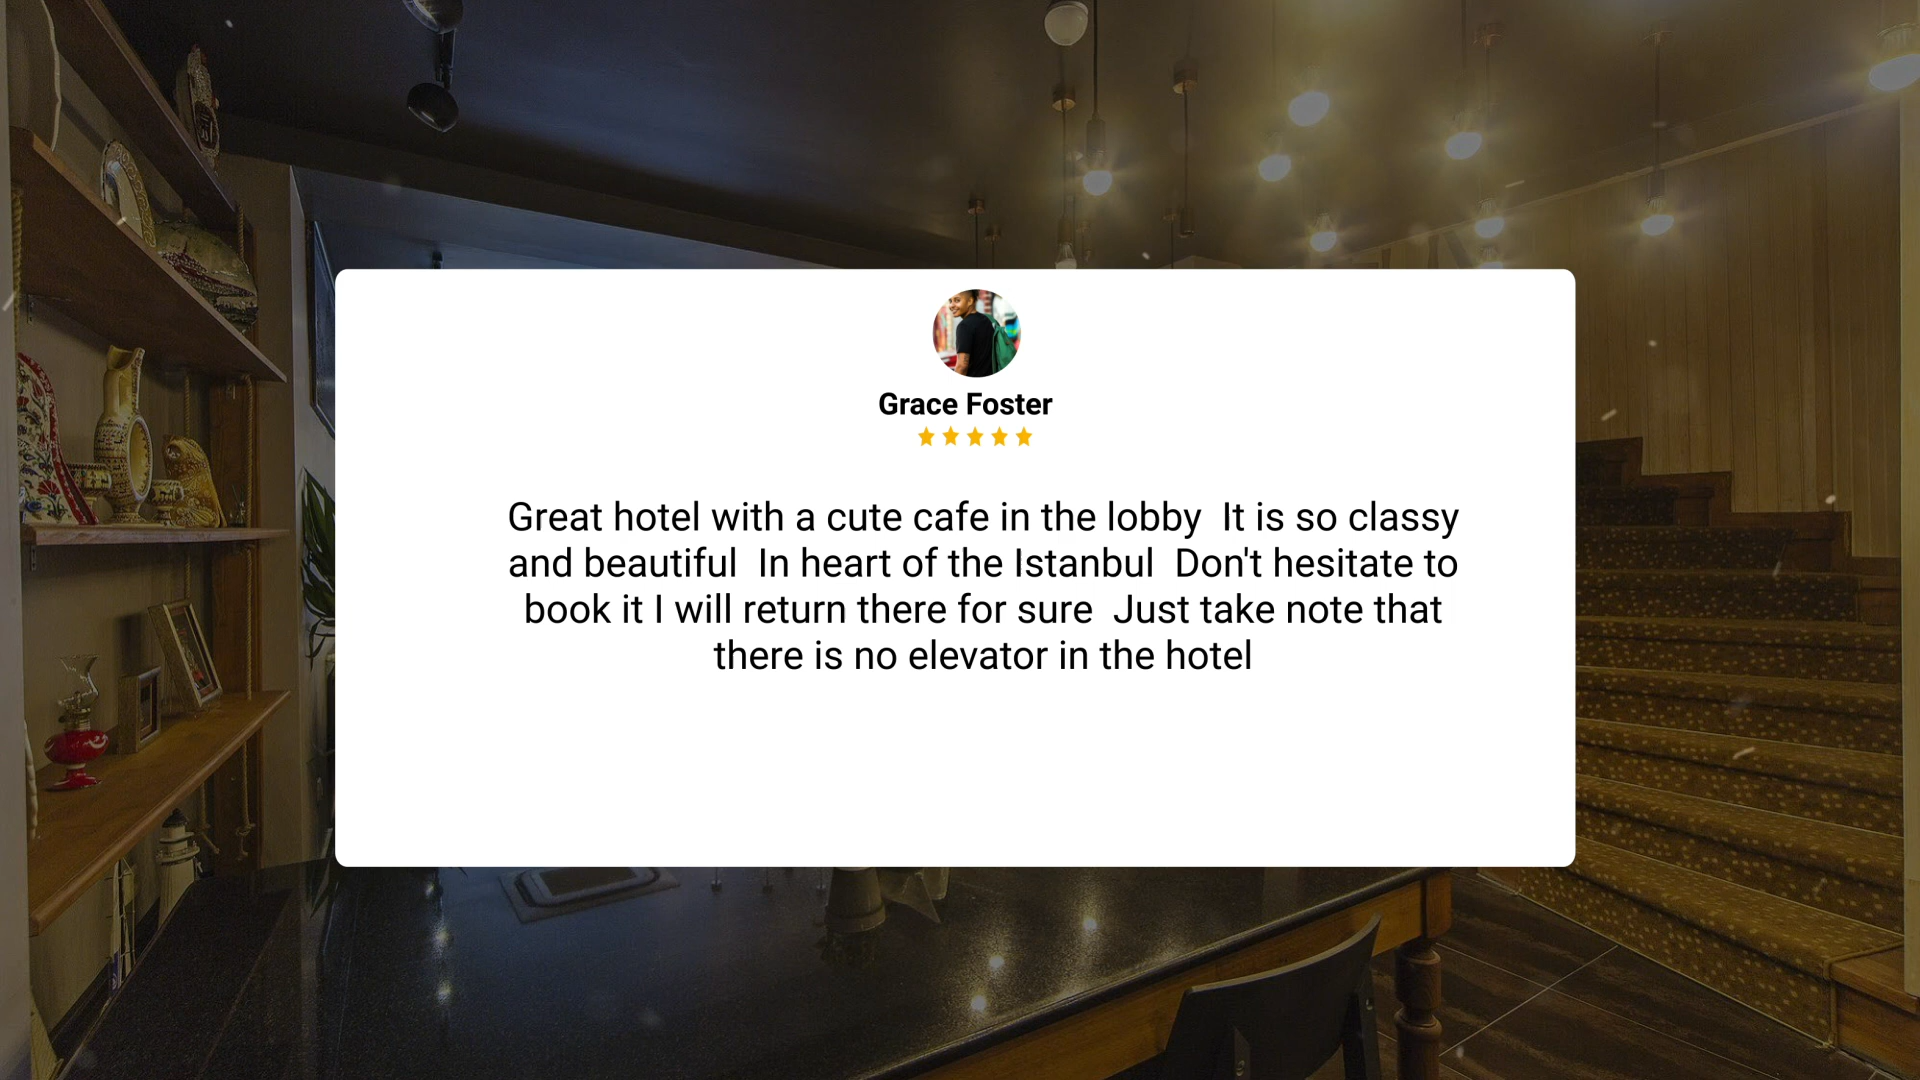 Grace Foster
Great hotel with a cute cafe in the lobby  It is so classy
and beautiful  In heart of the Istanbul  Don't hesitate to
book it I will return there for sure  Just take note that
there is no elevator in the hotel